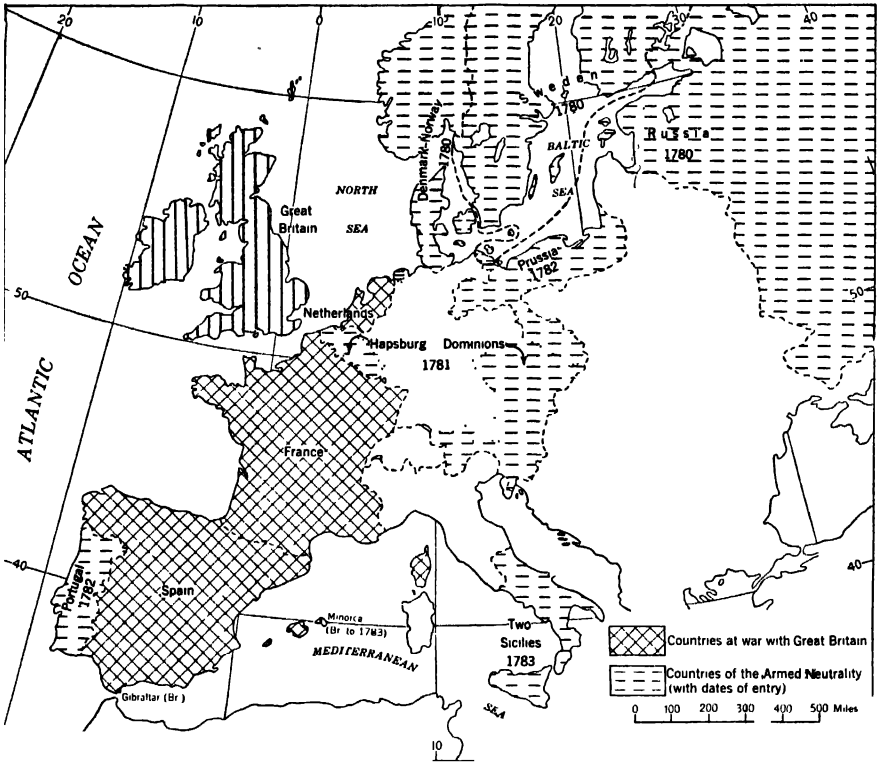 20
10
0
10
20
30
40
Sweden
1780
Denmark-Norway
1780
Russia
1780
BALTIC
SEA
NORTH
SEA
Great
Britain
OCEAN
ATLANTIC
50
50
Prussia
1782
Netherlands
Hapsburg Dominions
1781
France
40
40
Portugal
1782
Spain
Minorca
(Br to 1783)
MEDITERRANEAN
SEA
Two
Sicilies
1783
Gibraltar (Br)
10
Countries at war with Great Britain
Countries of the Armed Neutrality
(with dates of entry)
0 100 200 300 400 500 Miles